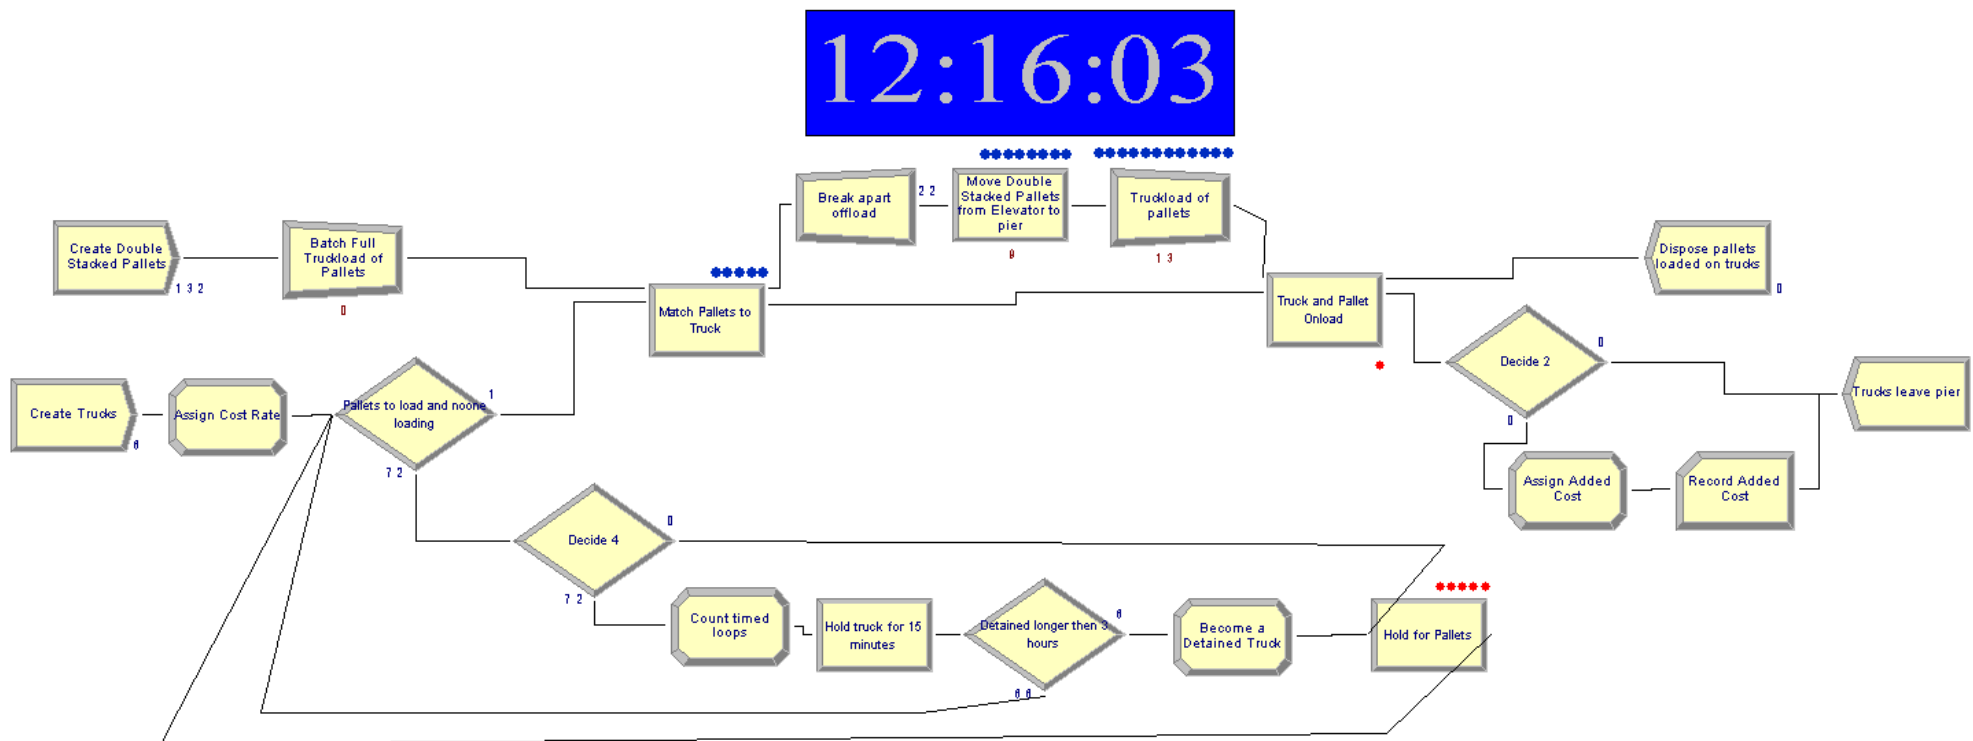 12:16:03
Break apart
offload
2 2
Move Double
Stacked Pallets
from Elevator to
pier
Truckload of
pallets
1 3
Create Double
Stacked Pallets
1 3 2
Batch Full
Truckload of
Pallets
0
Match Pallets to
Truck
Truck and Pallet
Onload
Dispose pallets
loaded on trucks
0
Create Trucks
6
Assign Cost Rate
Pallets to load and noone
loading
1
7 2
Decide 2
0
0
Trucks leave pier
Assign Added
Cost
Record Added
Cost
Decide 4
0
7 2
Count timed
loops
Hold truck for 15
minutes
Detained longer then 3
hours
6
6 6
Become a
Detained Truck
Hold for Pallets